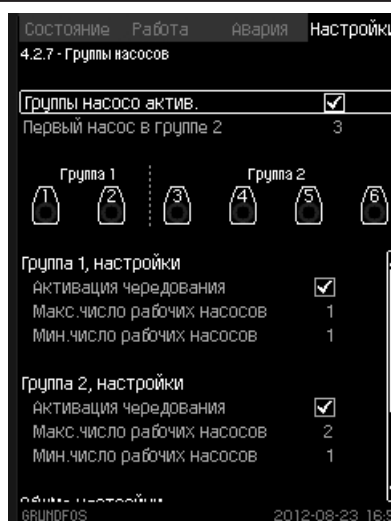 Состояние Работа Авария Настройки
4.2.7 - Группы насосов
Группы насосо актив.
Первый насос в группе 2 3
Группа 1 Группа 2
1 2 3 4 5 6
Группа 1, настройки
Активация чередования
Макс.число рабочих насосов 1
Мин.число рабочих насосов 1
Группа 2, настройки
Активация чередования
Макс.число рабочих насосов 2
Мин.число рабочих насосов 1
GRUNDFOS 2012-08-23